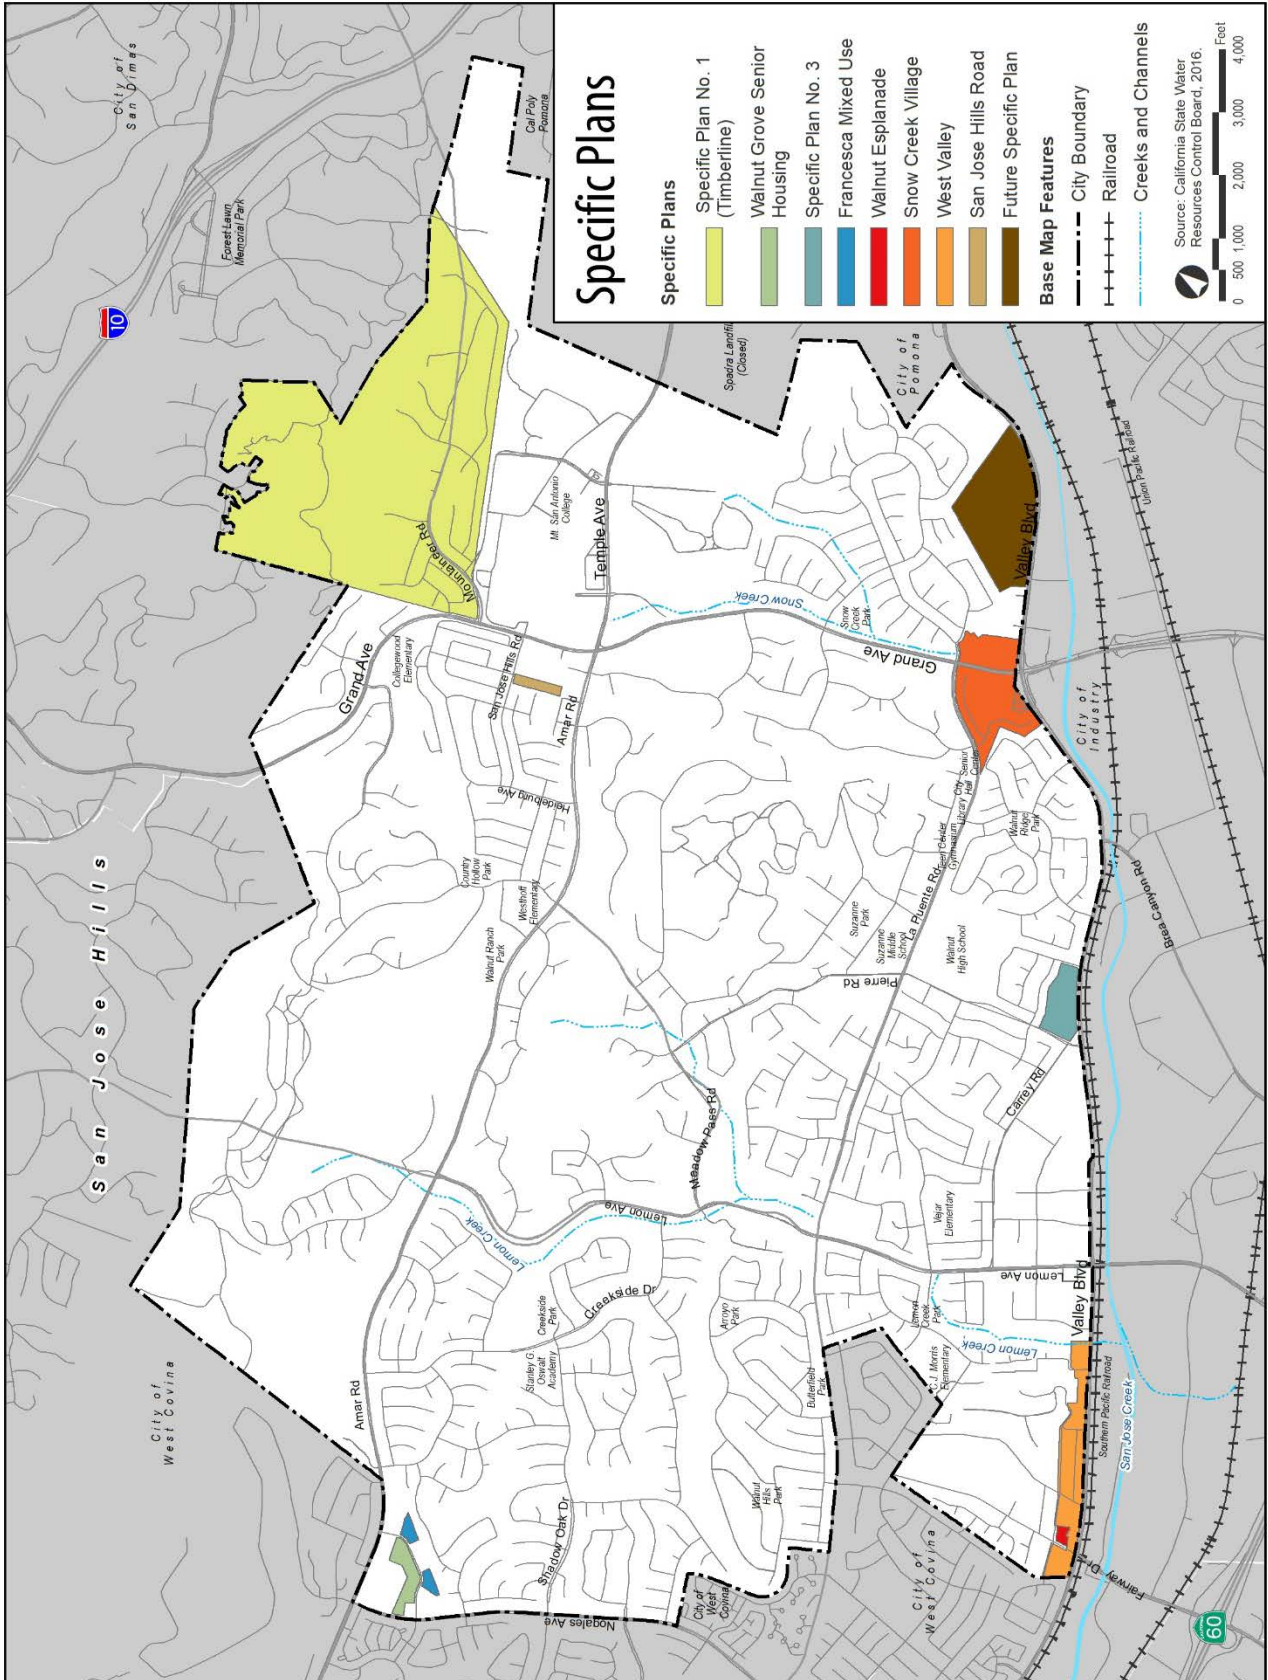 Specific Plans
Specific Plans
Specific Plan No. 1
(Timberline)
Walnut Grove Senior
Housing
Specific Plan No. 3
Francesca Mixed Use
Walnut Esplanade
Snow Creek Village
West Valley
San Jose Hills Road
Future Specific Plan
Base Map Features
City Boundary
Railroad
Creeks and Channels
Source: California State Water
Resources Control Board, 2016.
0 500 1,000 2,000 3,000 4,000
Feet
San Jose Hills
City of
West Covina
City of
San Dimas
10
Forest Lawn
Memorial Park
Cal Poly
Pomona
Spadra Landfill
(Closed)
City of
Pomona
Grand Ave
Mountaineer Rd
Collegewood
Elementary
San Jose Hills Rd
Mt. San Antonio
College
Temple Ave
Amar Rd
Heidelburg Ave
Country
Hollow
Park
Westhoff
Elementary
Walnut Ranch
Park
Snow Creek
Snow
Creek
Park
Grand Ave
Valley Blvd
Union Pacific Railroad
City of
Industry
Senior
Center
City
Hall
Library
Teen Center
Gymnasium
Walnut
Ridge
Park
La Puente Rd
Suzanne
Park
Suzanne
Middle
School
Walnut
High School
Pierre Rd
Brea Canyon Rd
Carrey Rd
Meadow Pass Rd
Lemon Ave
Lemon Creek
Amar Rd
Creekside Dr
Creekside
Park
Stanley G.
Oswalt
Academy
Arroyo
Park
Vejar
Elementary
Lemon Ave
Valley Blvd
Lemon
Creek
Park
Lemon Creek
C.J. Morris
Elementary
Butterfield
Park
Southern Pacific Railroad
San Jose Creek
Shadow Oak Dr
Walnut
Hills
Park
Nogales Ave
City of
West
Covina
City of
West Covina
Fairway Dr
CALIFORNIA
60